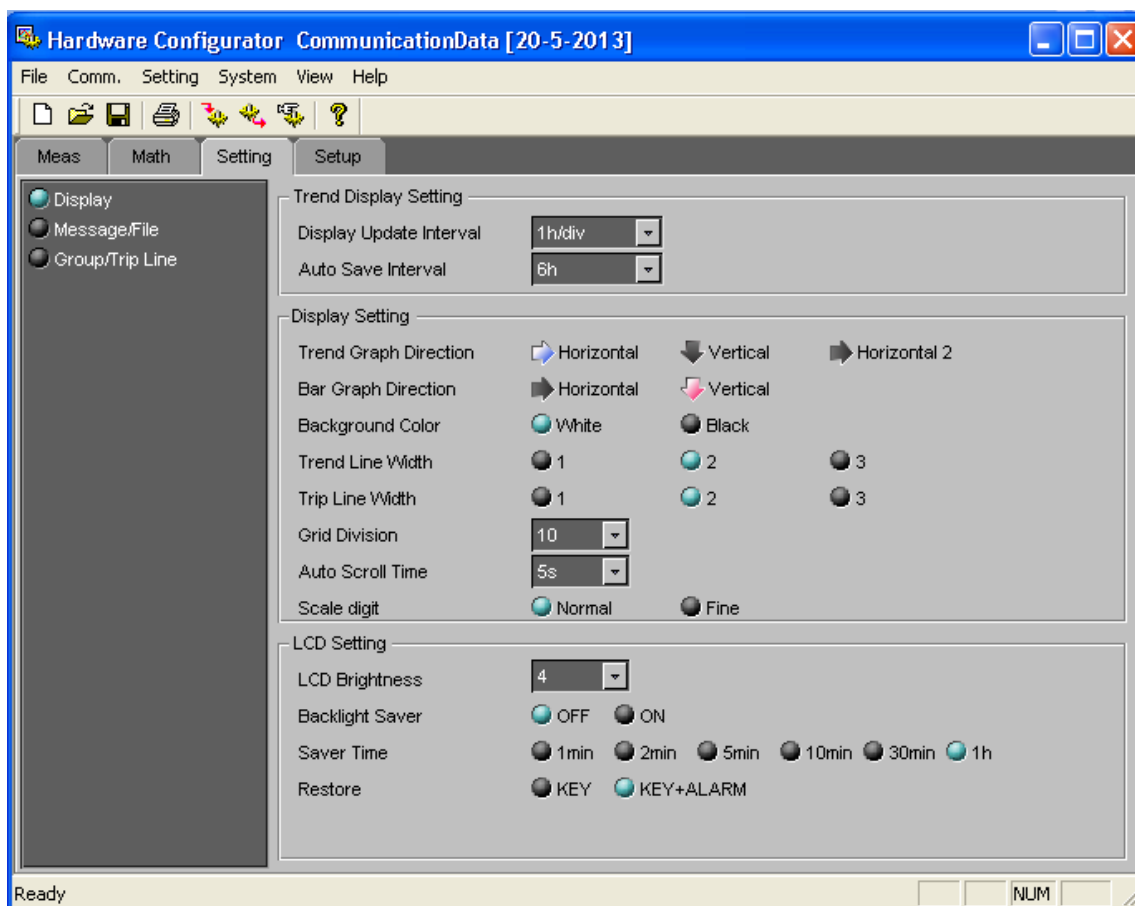 Hardware Configurator CommunicationData [20-5-2013]
File Comm. Setting System View Help
Meas Math Setting Setup
Display
Message/File
Group/Trip Line
Trend Display Setting
Display Update Interval 1h/div
Auto Save Interval 6h
Display Setting
Trend Graph Direction Horizontal Vertical Horizontal 2
Bar Graph Direction Horizontal Vertical
Background Color White Black
Trend Line Width 1 2 3
Trip Line Width 1 2 3
Grid Division 10
Auto Scroll Time 5s
Scale digit Normal Fine
LCD Setting
LCD Brightness 4
Backlight Saver OFF ON
Saver Time 1min 2min 5min 10min 30min 1h
Restore KEY KEY+ALARM
Ready NUM